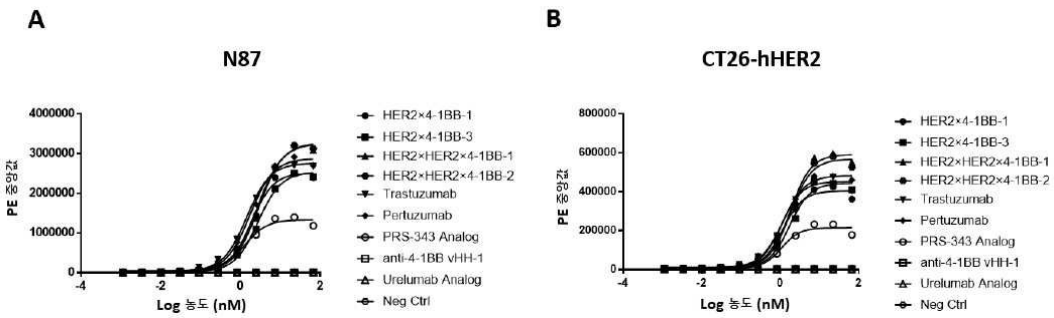 A
N87
4000000
3000000
2000000
1000000
0
-4
-2
0
2
PE 중앙값
Log 농도 (nM)
HER2×4-1BB-1
HER2×4-1BB-3
HER2×HER2×4-1BB-1
HER2×HER2×4-1BB-2
Trastuzumab
Pertuzumab
PRS-343 Analog
anti-4-1BB vHH-1
Urelumab Analog
Neg Ctrl
B
CT26-hHER2
800000
600000
400000
200000
0
-4
-2
0
2
PE 중앙값
Log 농도 (nM)
HER2×4-1BB-1
HER2×4-1BB-3
HER2×HER2×4-1BB-1
HER2×HER2×4-1BB-2
Trastuzumab
Pertuzumab
PRS-343 Analog
anti-4-1BB vHH-1
Urelumab Analog
Neg Ctrl